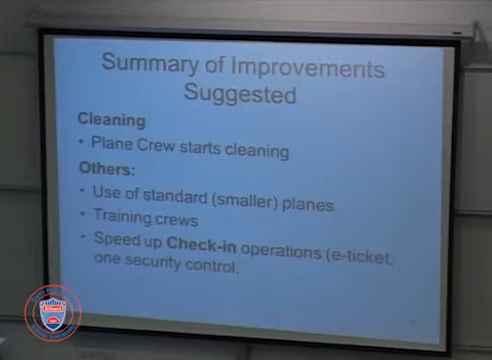 Summary of Improvements
Suggested
Cleaning
• Plane Crew starts cleaning
Others:
• Use of standard (smaller) planes
• Training crews
• Speed up Check-in operations (e-ticket,
one security control,